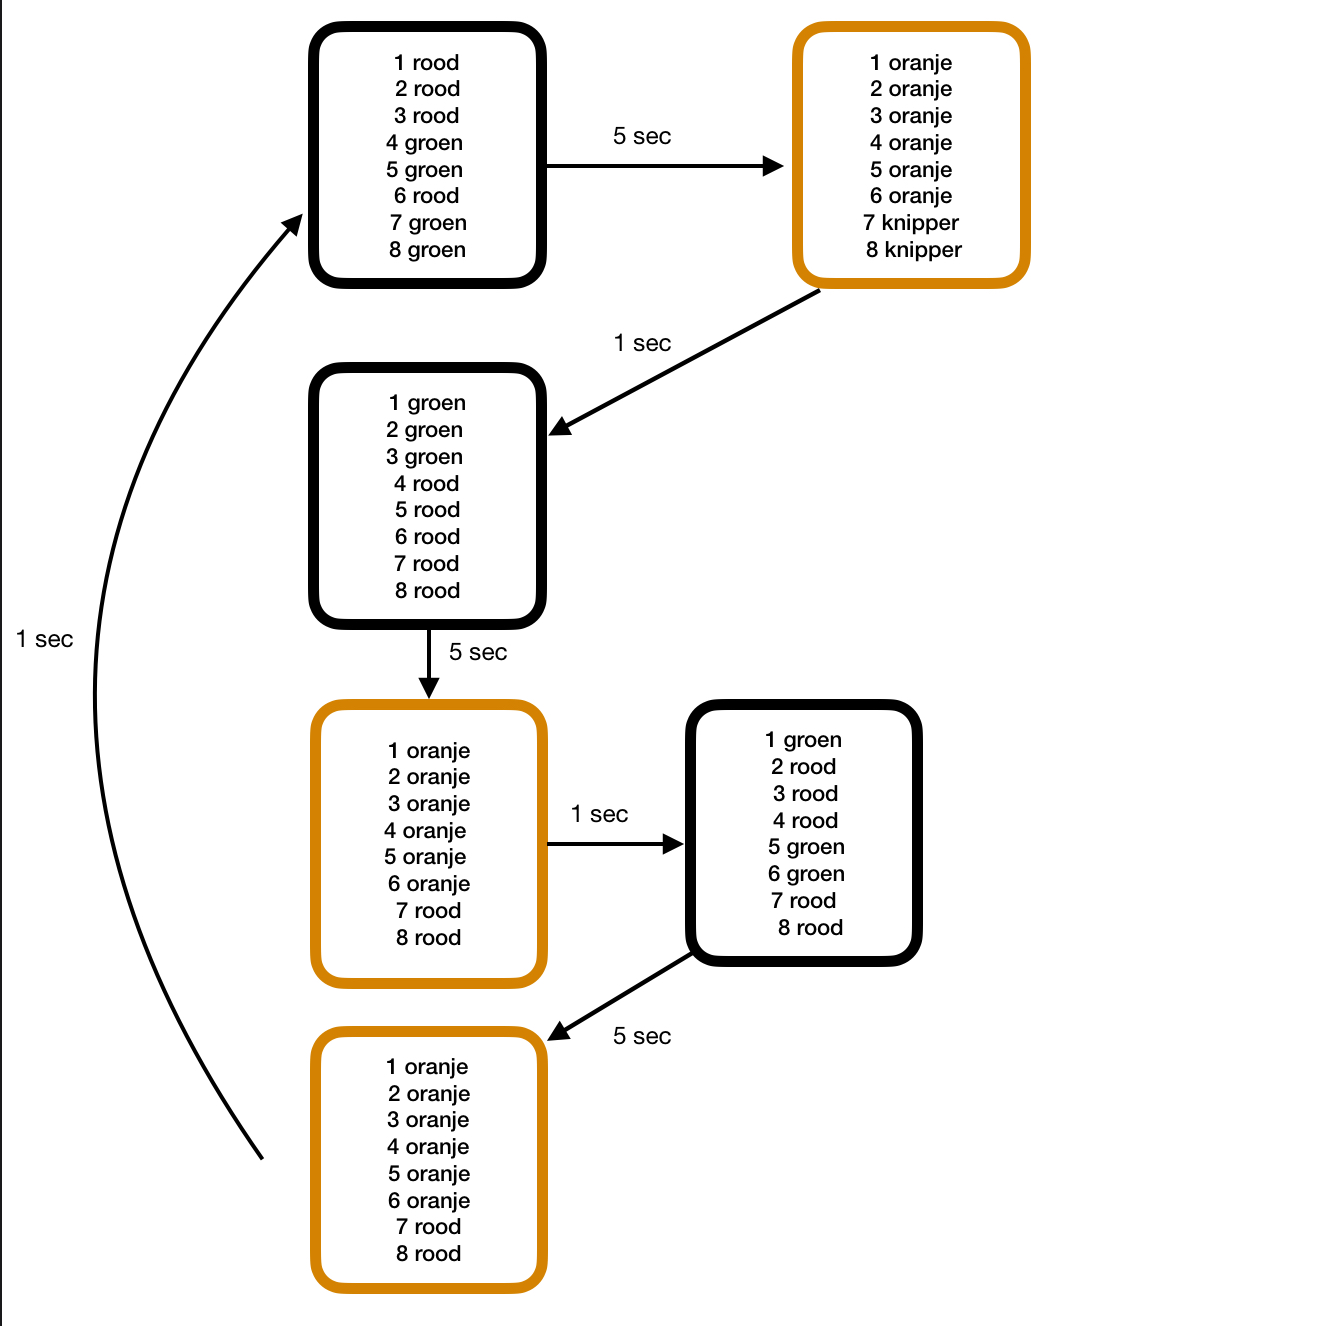 1 rood
2 rood
3 rood
4 groen
5 groen
6 rood
7 groen
8 groen
5 sec
1 oranje
2 oranje
3 oranje
4 oranje
5 oranje
6 oranje
7 knipper
8 knipper
1 sec
1 groen
2 groen
3 groen
4 rood
5 rood
6 rood
7 rood
8 rood
5 sec
1 oranje
2 oranje
3 oranje
4 oranje
5 oranje
6 oranje
7 rood
8 rood
1 sec
1 groen
2 rood
3 rood
4 rood
5 groen
6 groen
7 rood
8 rood
5 sec
1 oranje
2 oranje
3 oranje
4 oranje
5 oranje
6 oranje
7 rood
8 rood
1 sec